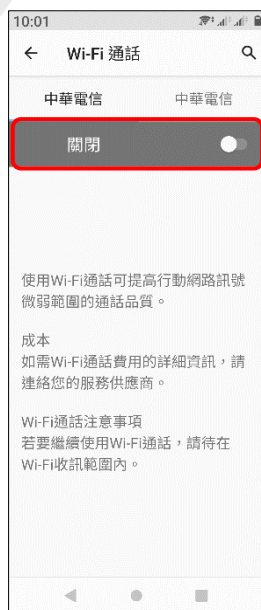 10:01
Wi-Fi 通話
中華電信 中華電信
關閉
使用Wi-Fi通話可提高行動網路訊號
微弱範圍的通話品質。
成本
如需Wi-Fi通話費用的詳細資訊，請
連絡您的服務供應商。
Wi-Fi通話注意事項
若要繼續使用Wi-Fi通話，請待在
Wi-Fi收訊範圍內。